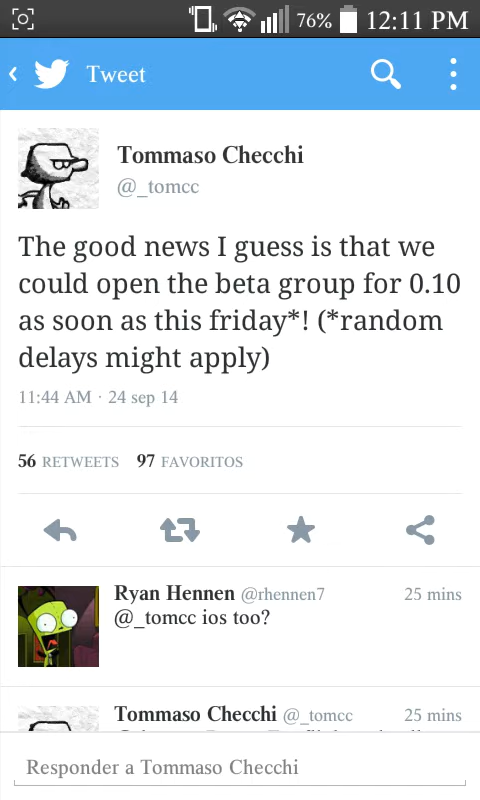 76% 12:11 PM
Tweet
Tommaso Checchi
@_tomcc
The good news I guess is that we
could open the beta group for 0.10
as soon as this friday*! (*random
delays might apply)
11:44 AM · 24 sep 14
56 RETWEETS 97 FAVORITOS
Ryan Hennen @rhennen7 25 mins
@_tomcc ios too?
Tommaso Checchi @_tomcc 25 mins
Responder a Tommaso Checchi